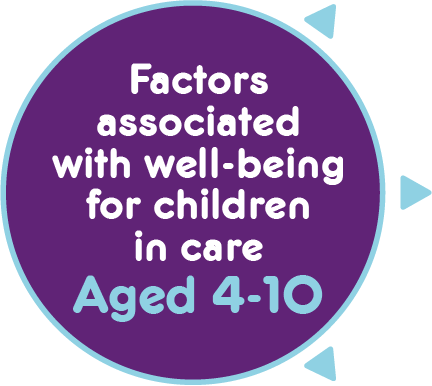 Factors
associated
with well-being
for children
in care
Aged 4-10